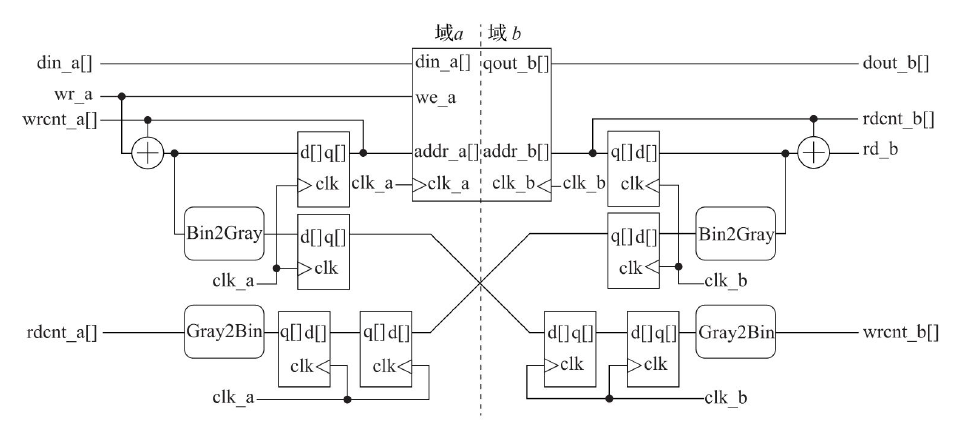 域a 域 b
din_a[] din_a[] qout_b[] dout_b[]
wr_a we_a
wrcnt_a[] rdcnt_b[]
d[] q[] addr_a[] addr_b[] q[] d[] rd_b
clk clk_a clk_a clk_b clk_b clk
Bin2Gray d[] q[] q[] d[] Bin2Gray
clk_a clk clk clk_b
rdcnt_a[] Gray2Bin q[] d[] q[] d[] d[] q[] d[] q[] Gray2Bin wrcnt_b[]
clk clk clk clk
clk_a clk_b